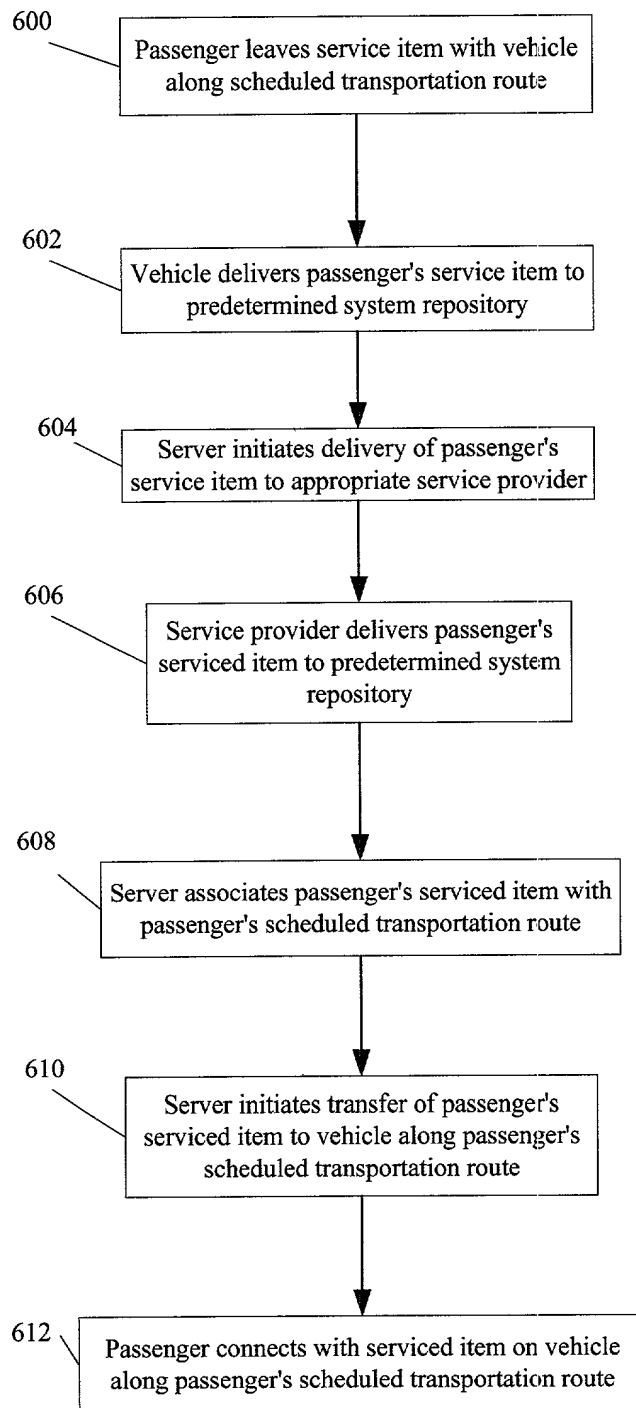 600
Passenger leaves service item with vehicle
along scheduled transportation route
602
Vehicle delivers passenger's service item to
predetermined system repository
604
Server initiates delivery of passenger's
service item to appropriate service provider
606
Service provider delivers passenger's
serviced item to predetermined system
repository
608
Server associates passenger's serviced item with
passenger's scheduled transportation route
610
Server initiates transfer of passenger's
serviced item to vehicle along passenger's
scheduled transportation route
612
Passenger connects with serviced item on vehicle
along passenger's scheduled transportation route